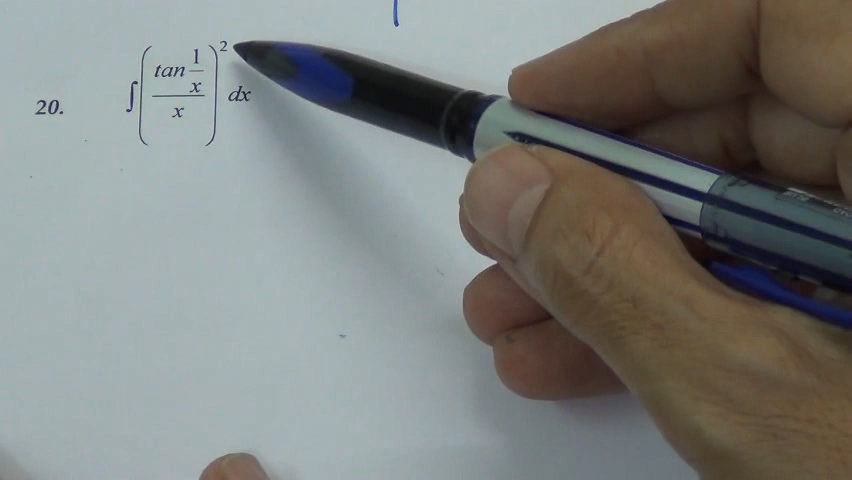 20. ∫ ( tan 1/x / x )² dx